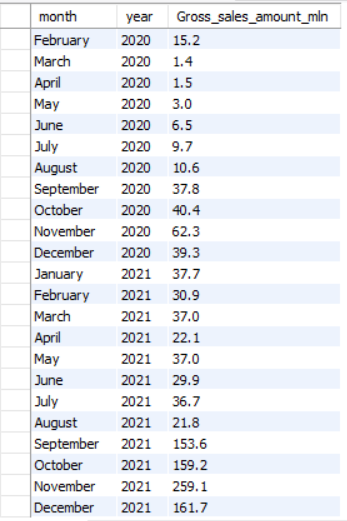 month year Gross_sales_amount_mln
February 2020 15.2
March 2020 1.4
April 2020 1.5
May 2020 3.0
June 2020 6.5
July 2020 9.7
August 2020 10.6
September 2020 37.8
October 2020 40.4
November 2020 62.3
December 2020 39.3
January 2021 37.7
February 2021 30.9
March 2021 37.0
April 2021 22.1
May 2021 37.0
June 2021 29.9
July 2021 36.7
August 2021 21.8
September 2021 153.6
October 2021 159.2
November 2021 259.1
December 2021 161.7